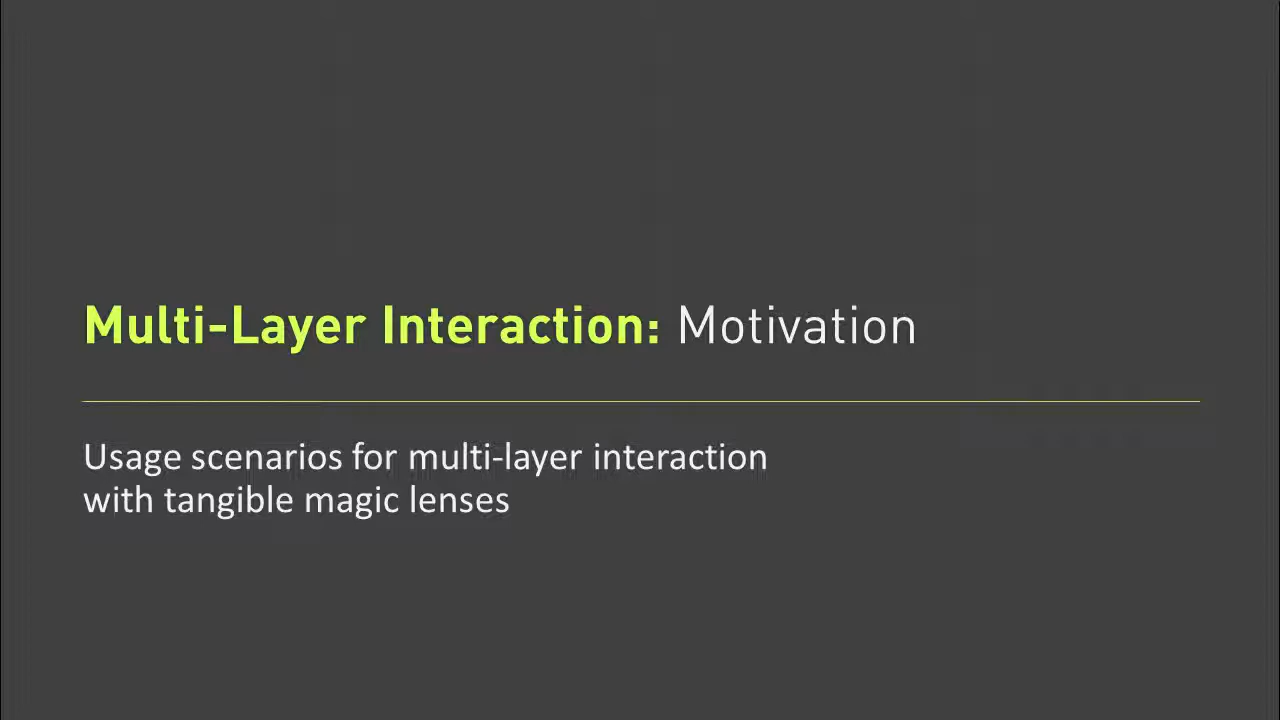 Multi-Layer Interaction: Motivation
Usage scenarios for multi-layer interaction
with tangible magic lenses